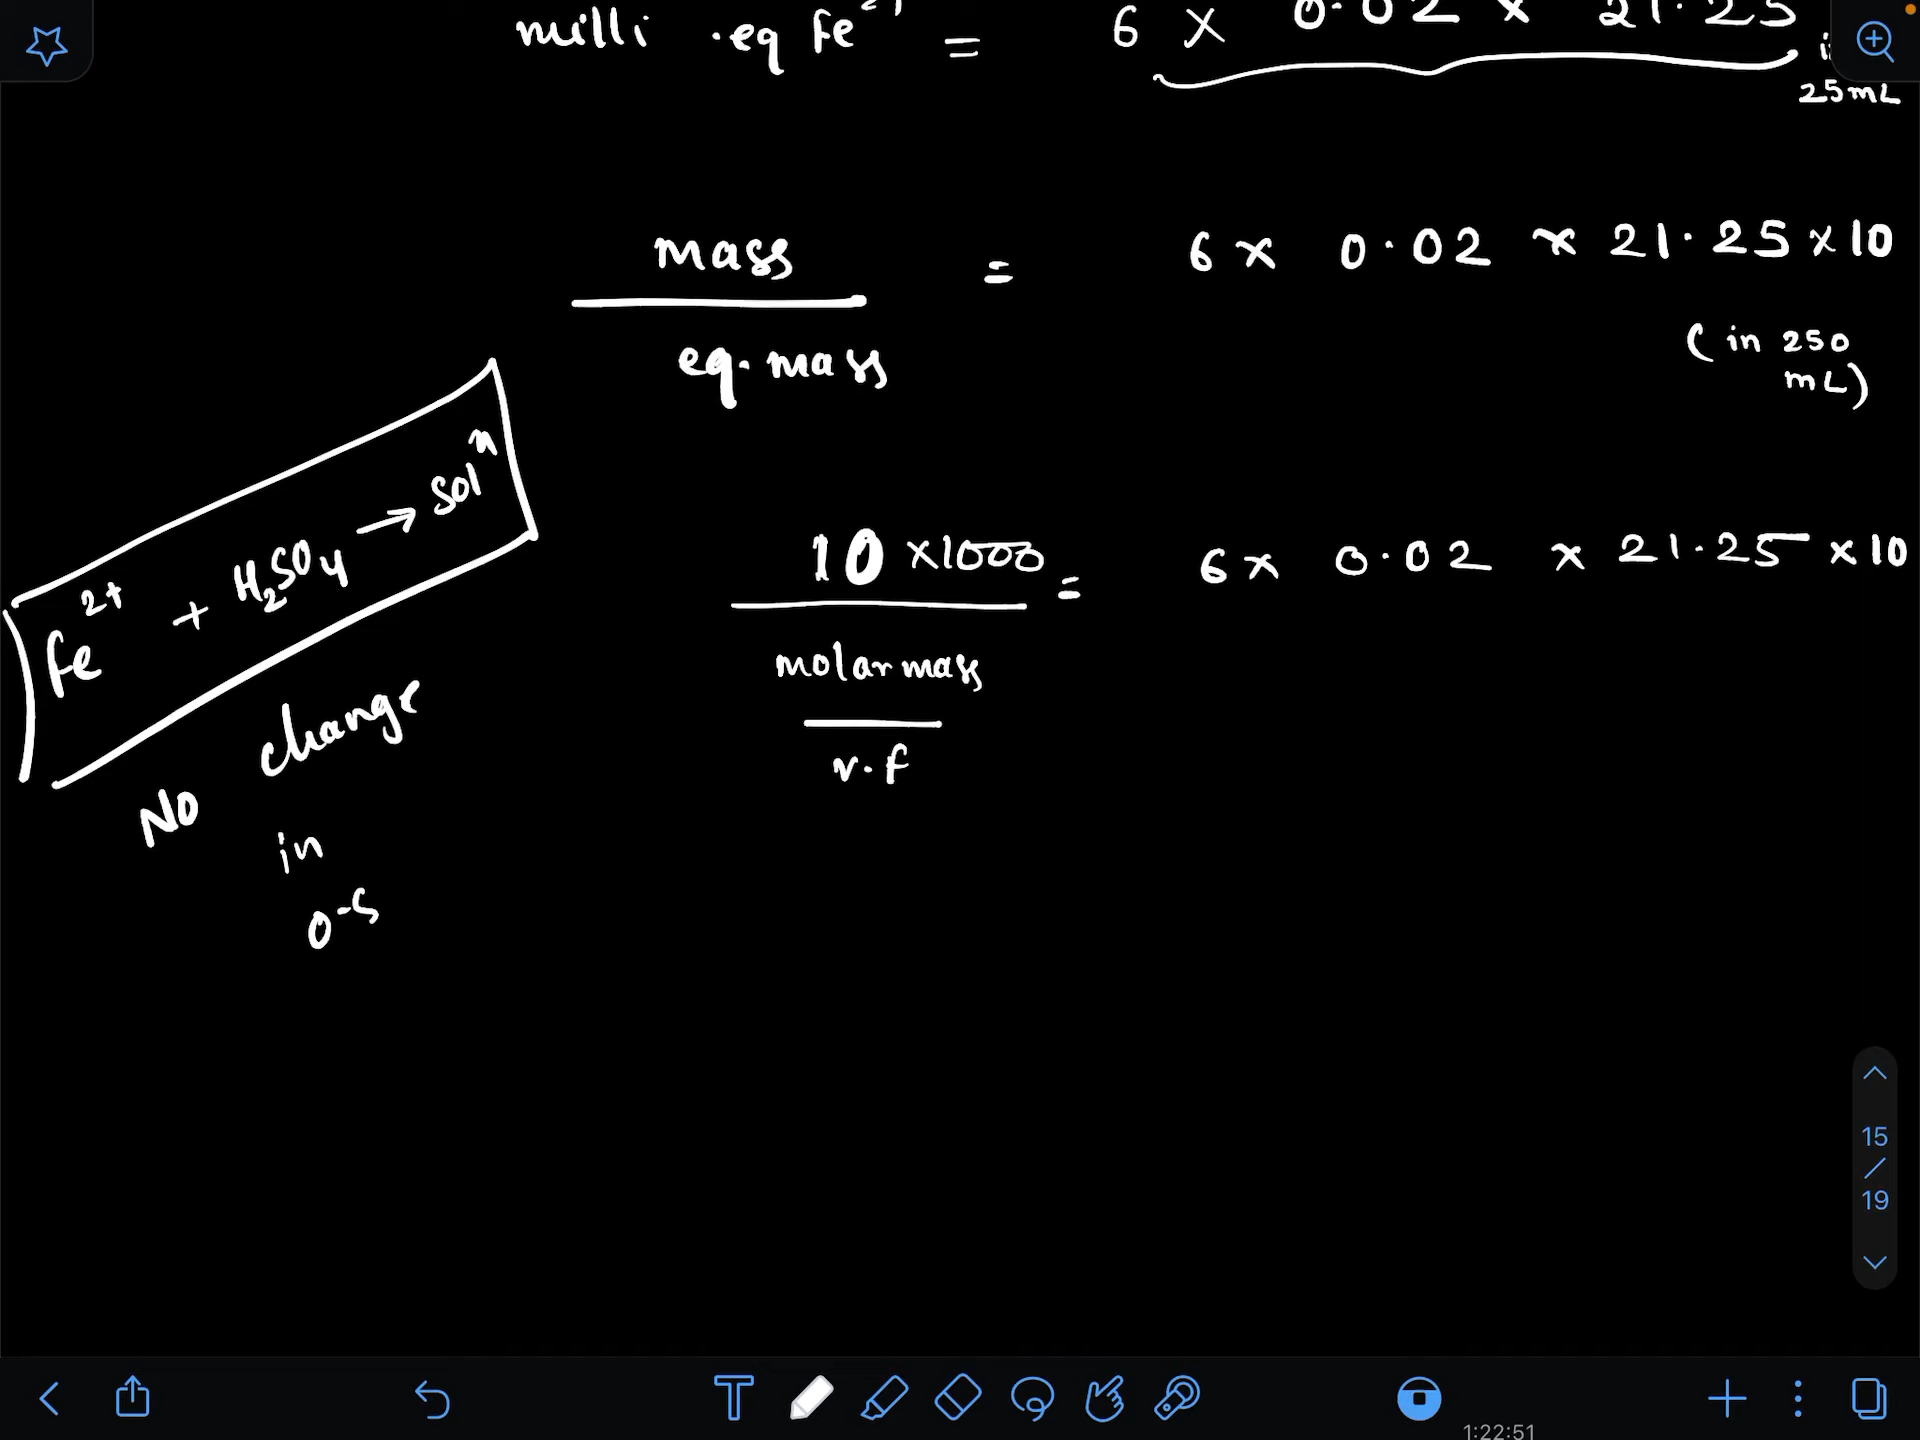 milli .eq Fe²⁺ = 6 × 0.02 × 21.25
25mL
mass / eq. mass = 6 × 0.02 × 21.25 × 10
(in 250 mL)
Fe²⁺ + H₂SO₄ → Solⁿ
No change
in
O-S
10 ×1000 / (molar mass / v.f) = 6 × 0.02 × 21.25 × 10
15
/
19
T
1:22:51